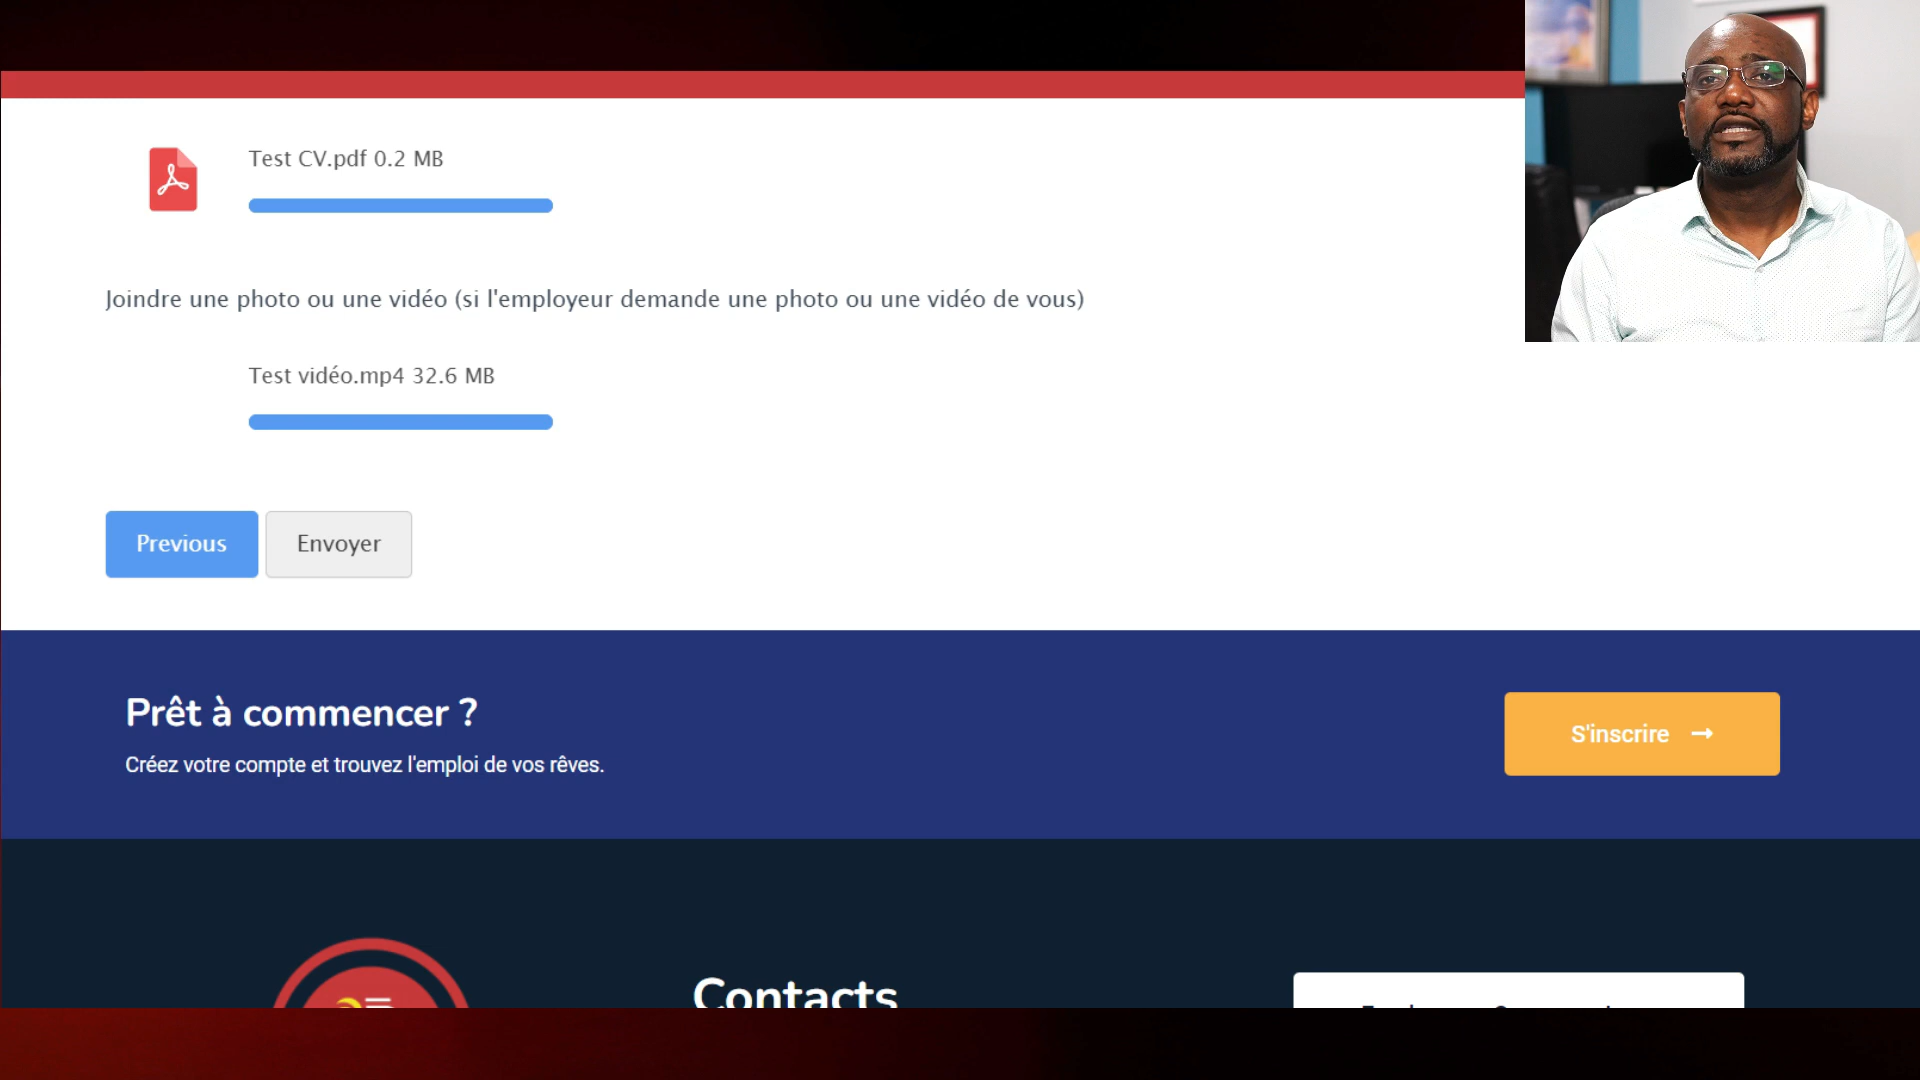 Test CV.pdf 0.2 MB
Joindre une photo ou une vidéo (si l'employeur demande une photo ou une vidéo de vous)
Test vidéo.mp4 32.6 MB
Previous Envoyer
Prêt à commencer ?
Créez votre compte et trouvez l'emploi de vos rêves.
S'inscrire
Contacts